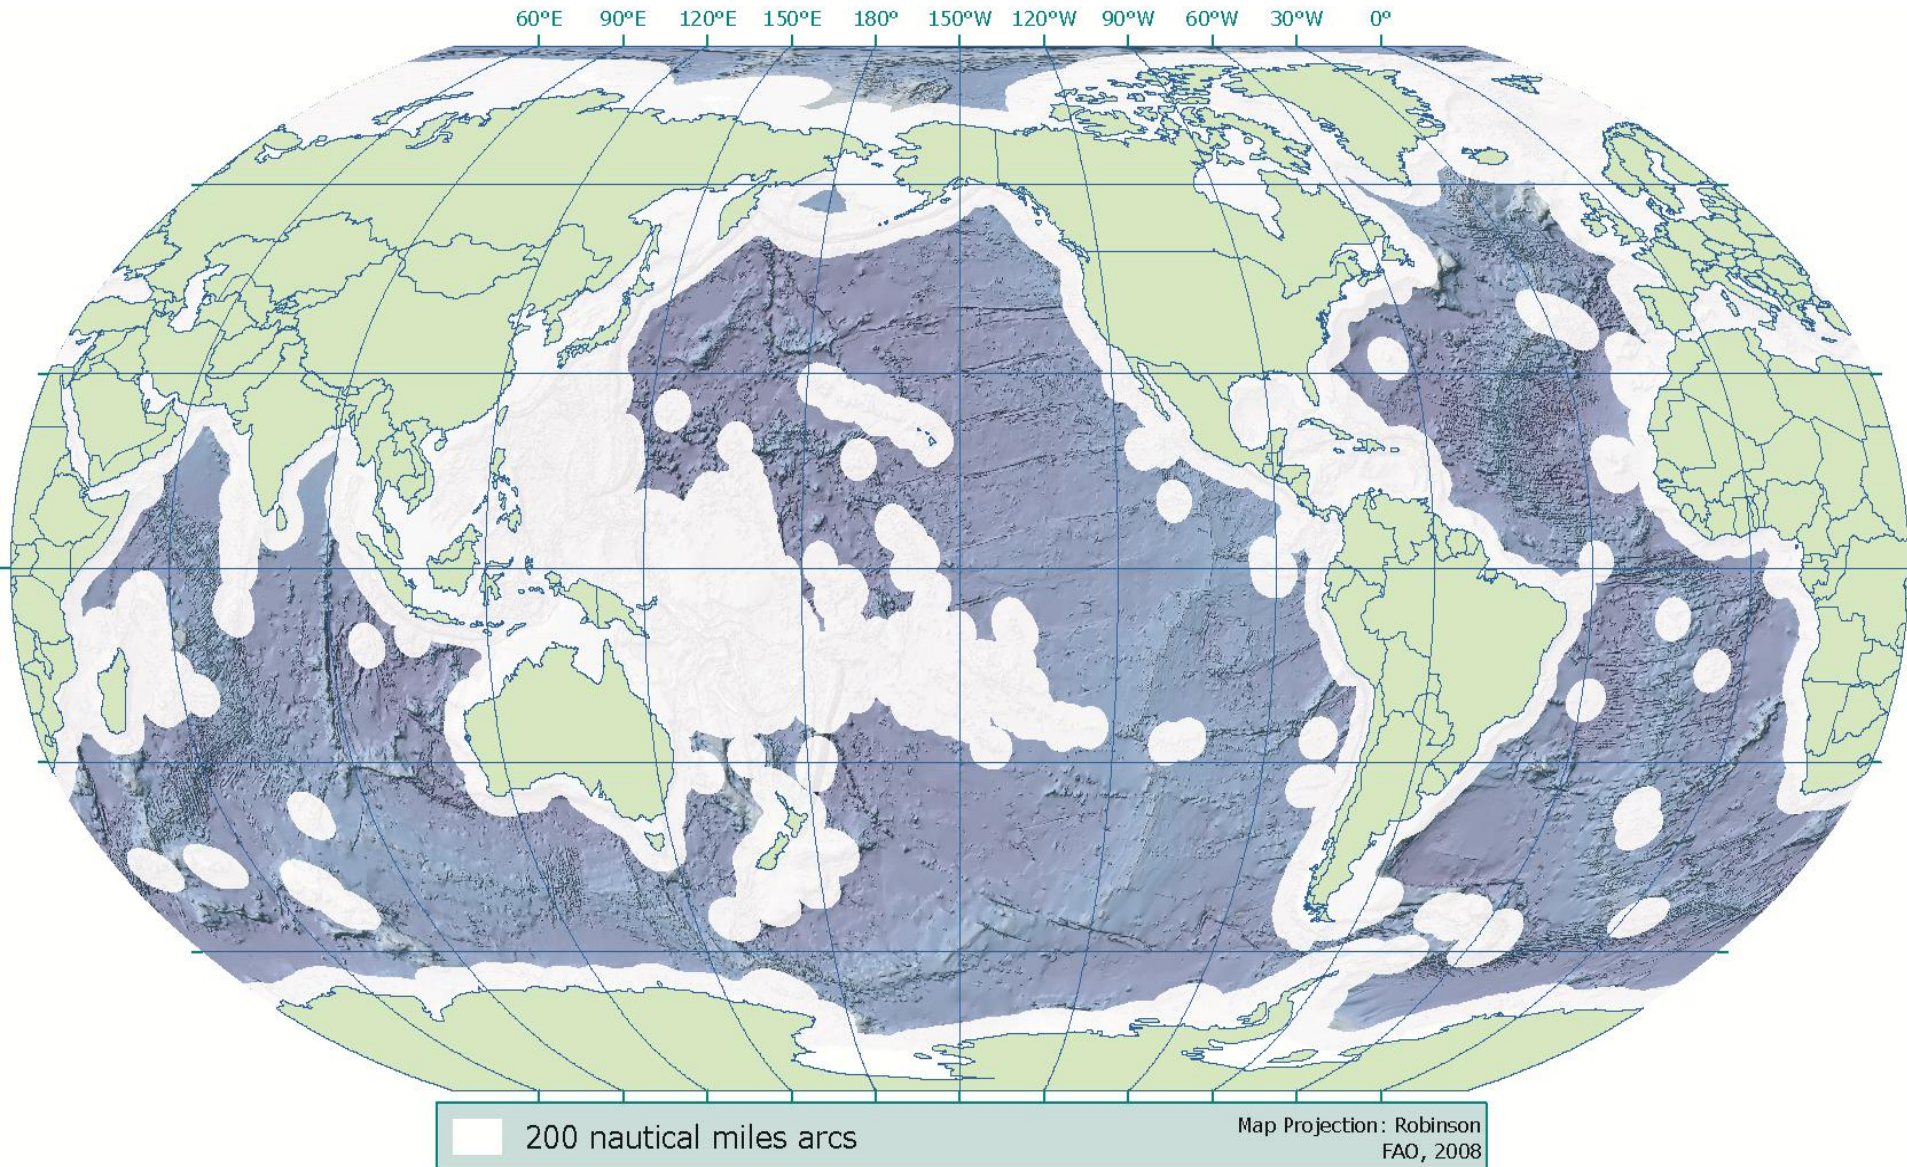 60°E 90°E 120°E 150°E 180° 150°W 120°W 90°W 60°W 30°W 0°
200 nautical miles arcs
Map Projection: Robinson
FAO, 2008